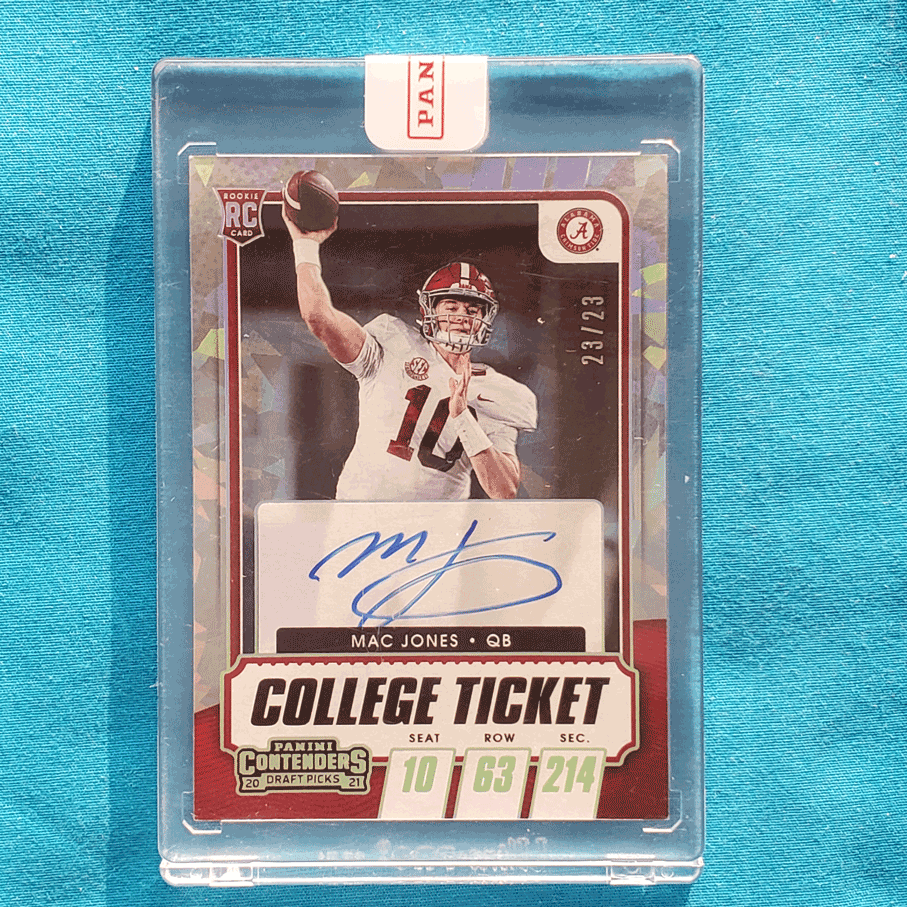 PAN
ROOKIE
RC
CARD
ALABAMA
A
CRIMSON TIDE
23/23
10
MAC JONES • QB
COLLEGE TICKET
SEAT ROW SEC.
10 63 214
PANINI
CONTENDERS
DRAFT PICKS
20 21